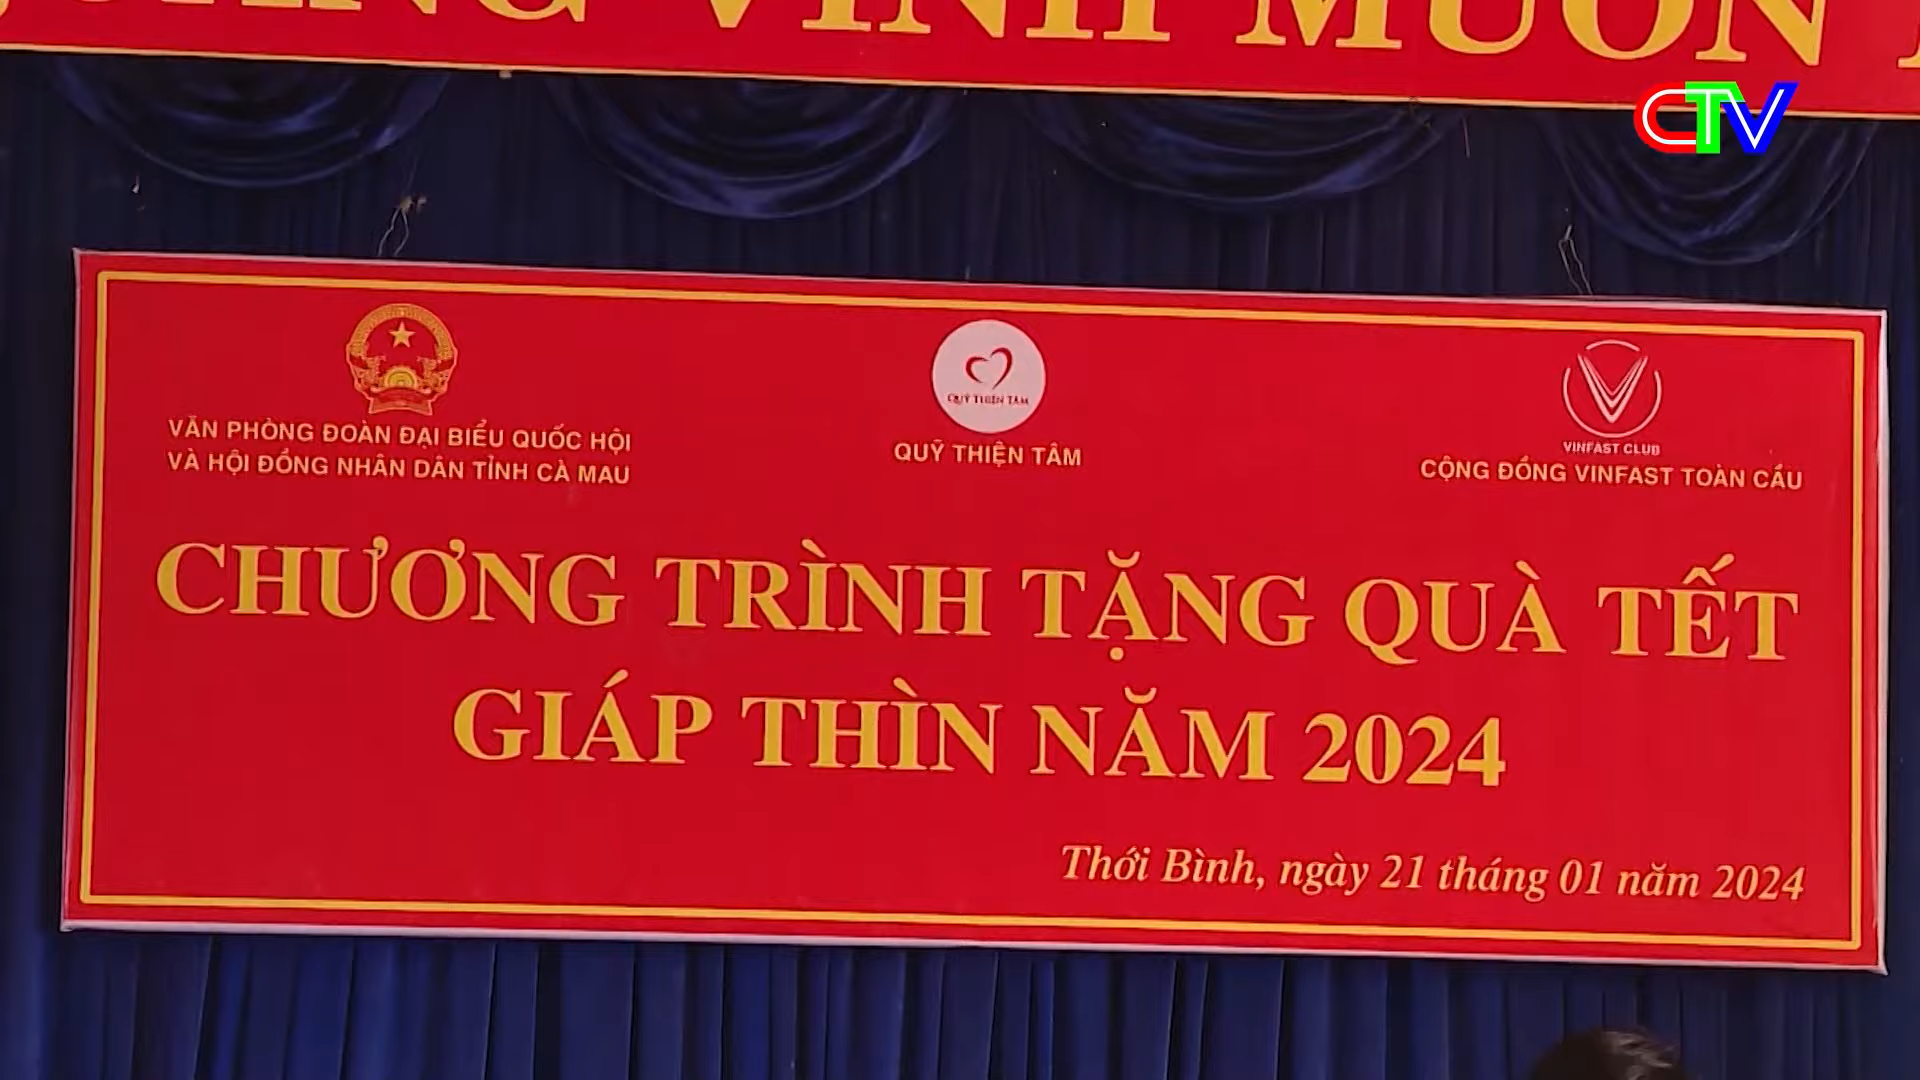 VINH MUÔN
CTV
VĂN PHÒNG ĐOÀN ĐẠI BIỂU QUỐC HỘI
VÀ HỘI ĐỒNG NHÂN DÂN TỈNH CÀ MAU
QUỸ THIỆN TÂM
QUỸ THIỆN TÂM
VINFAST CLUB
CỘNG ĐỒNG VINFAST TOÀN CẦU
CHƯƠNG TRÌNH TẶNG QUÀ TẾT
GIÁP THÌN NĂM 2024
Thới Bình, ngày 21 tháng 01 năm 2024